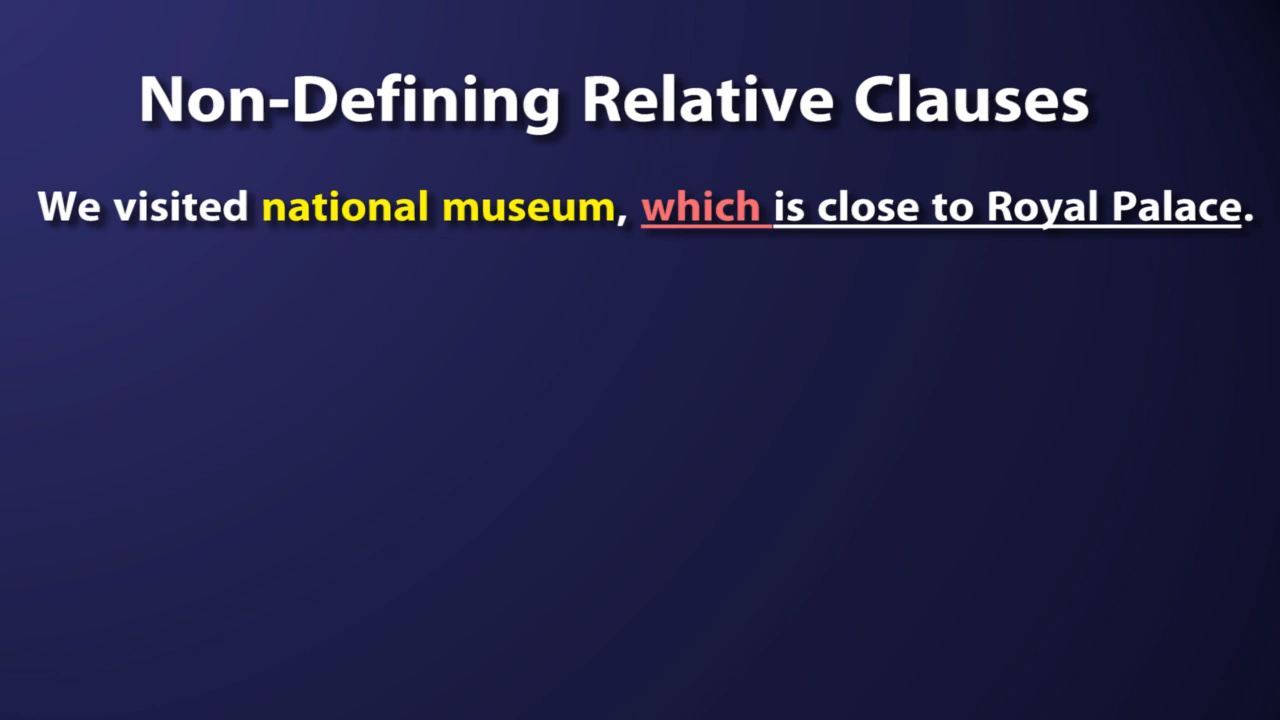 Non-Defining Relative Clauses
We visited national museum, which is close to Royal Palace.